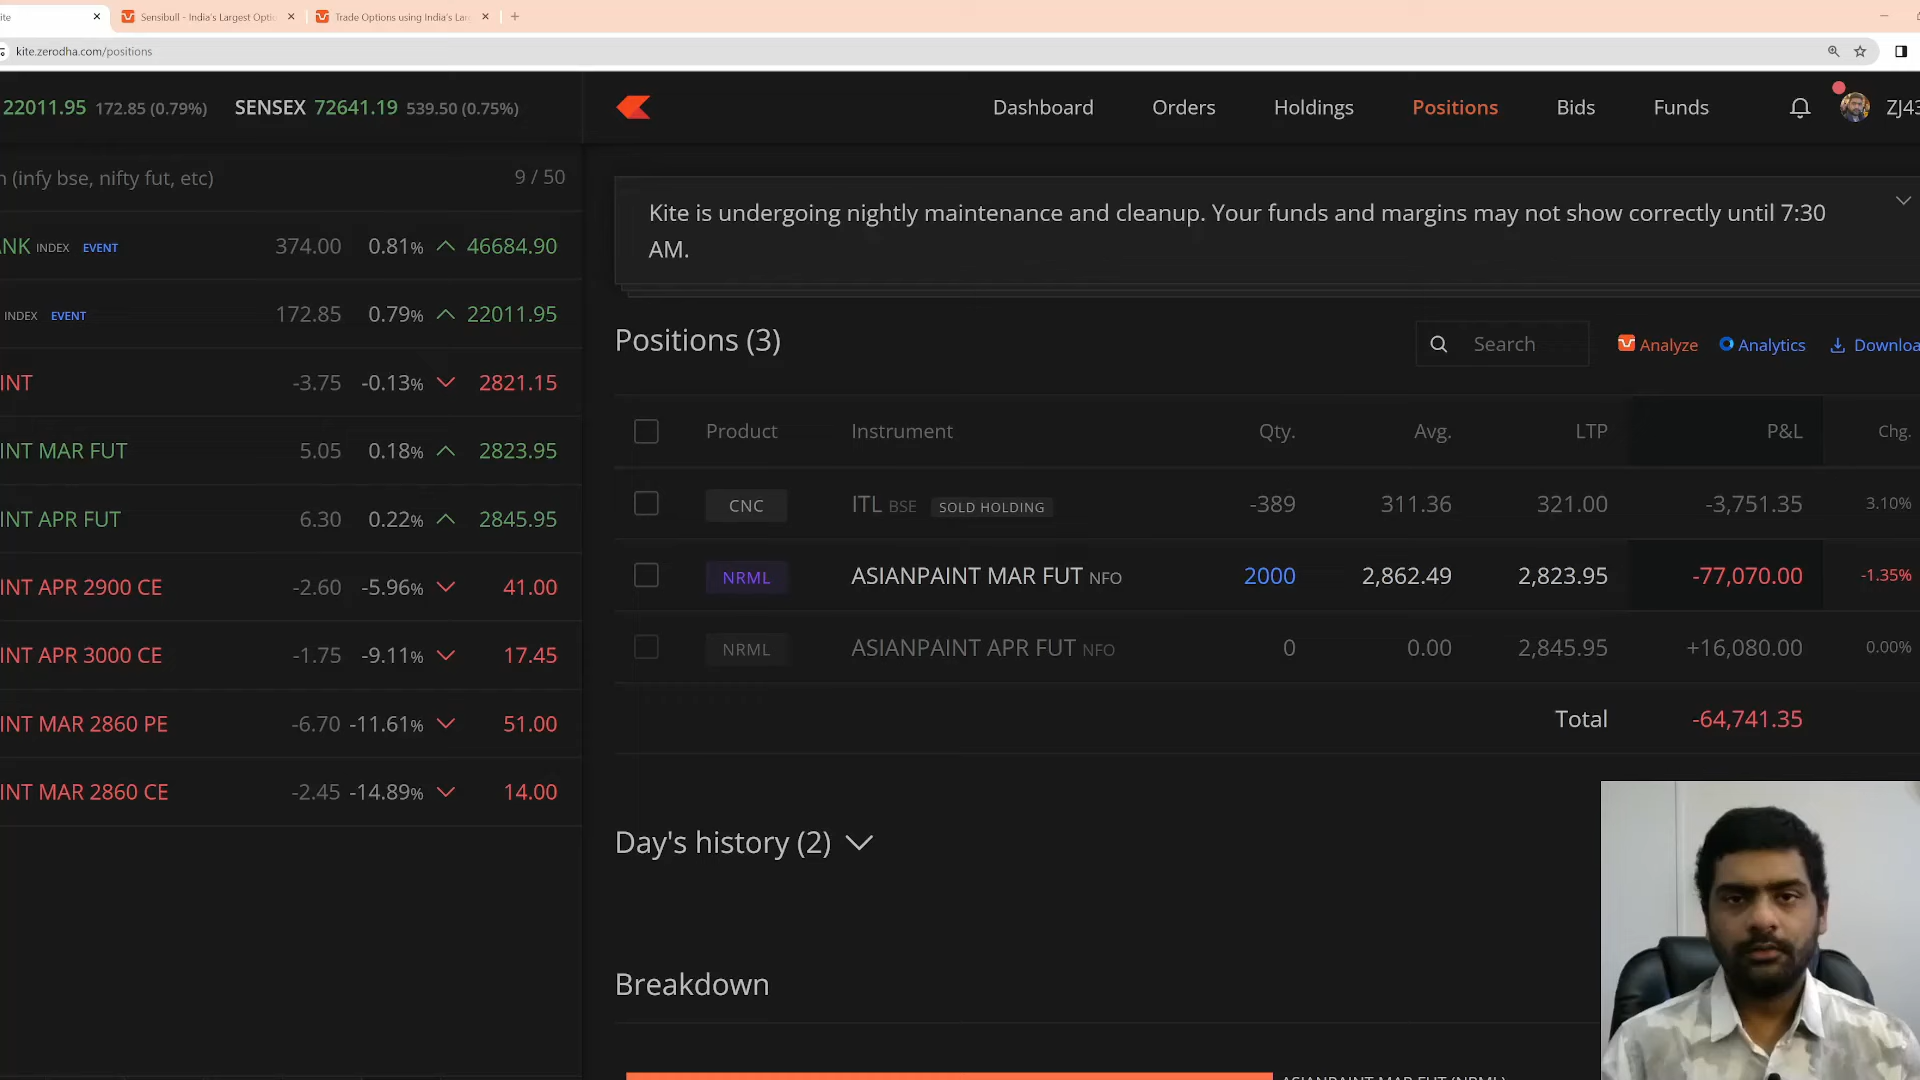 ite
Sensibull - India's Largest Optio
Trade Options using India's Lar
kite.zerodha.com/positions
22011.95 172.85 (0.79%) SENSEX 72641.19 539.50 (0.75%)
Dashboard Orders Holdings Positions Bids Funds ZJ43
(infy bse, nifty fut, etc) 9 / 50
Kite is undergoing nightly maintenance and cleanup. Your funds and margins may not show correctly until 7:30
AM.
ANK INDEX EVENT 374.00 0.81% 46684.90
INDEX EVENT 172.85 0.79% 22011.95
INT -3.75 -0.13% 2821.15
INT MAR FUT 5.05 0.18% 2823.95
INT APR FUT 6.30 0.22% 2845.95
INT APR 2900 CE -2.60 -5.96% 41.00
INT APR 3000 CE -1.75 -9.11% 17.45
INT MAR 2860 PE -6.70 -11.61% 51.00
INT MAR 2860 CE -2.45 -14.89% 14.00
Positions (3) Search Analyze Analytics Downloa
Product Instrument Qty. Avg. LTP P&L Chg.
CNC ITL BSE SOLD HOLDING -389 311.36 321.00 -3,751.35 3.10%
NRML ASIANPAINT MAR FUT NFO 2000 2,862.49 2,823.95 -77,070.00 -1.35%
NRML ASIANPAINT APR FUT NFO 0 0.00 2,845.95 +16,080.00 0.00%
Total -64,741.35
Day's history (2)
Breakdown
ASIANPAINT MAR FUT (NRML)